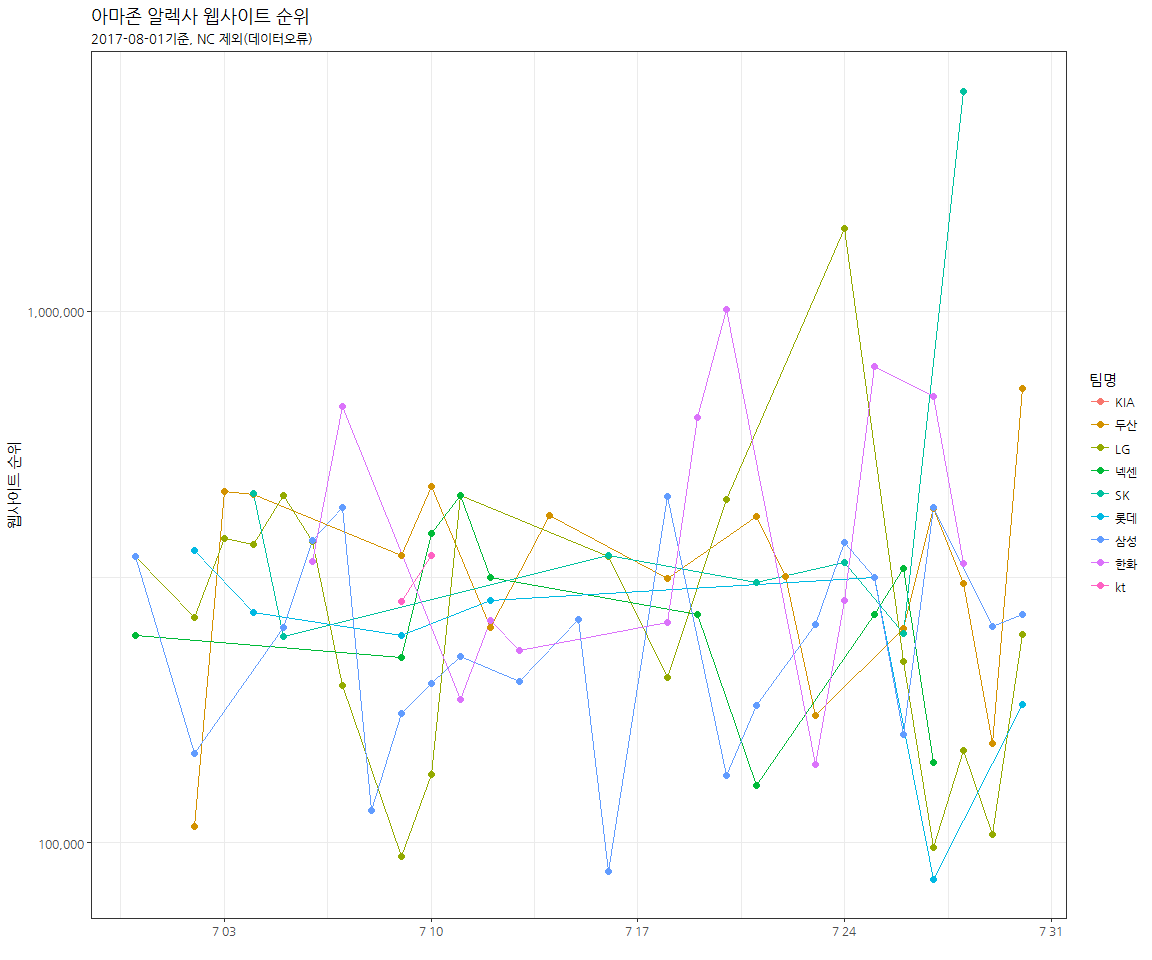 아마존 알렉사 웹사이트 순위
2017-08-01기준, NC 제외(데이터오류)
웹사이트 순위
1,000,000
100,000
7 03
7 10
7 17
7 24
7 31
팀명
KIA
두산
LG
넥센
SK
롯데
삼성
한화
kt